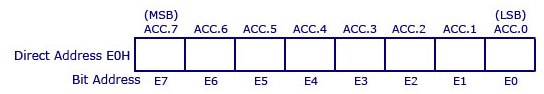 (MSB) (LSB)
ACC.7 ACC.6 ACC.5 ACC.4 ACC.3 ACC.2 ACC.1 ACC.0
Direct Address E0H
Bit Address E7 E6 E5 E4 E3 E2 E1 E0